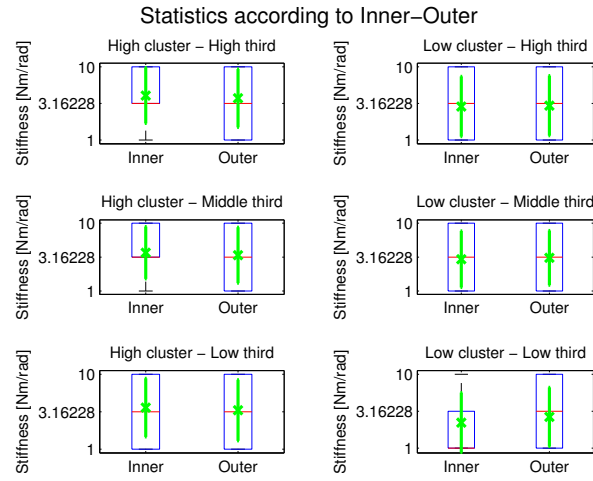 Statistics according to Inner−Outer
High cluster − High third
Stiffness [Nm/rad]
10
3.16228
1
Inner
Outer
Low cluster − High third
Stiffness [Nm/rad]
10
3.16228
1
Inner
Outer
High cluster − Middle third
Stiffness [Nm/rad]
10
3.16228
1
Inner
Outer
Low cluster − Middle third
Stiffness [Nm/rad]
10
3.16228
1
Inner
Outer
High cluster − Low third
Stiffness [Nm/rad]
10
3.16228
1
Inner
Outer
Low cluster − Low third
Stiffness [Nm/rad]
10
3.16228
1
Inner
Outer